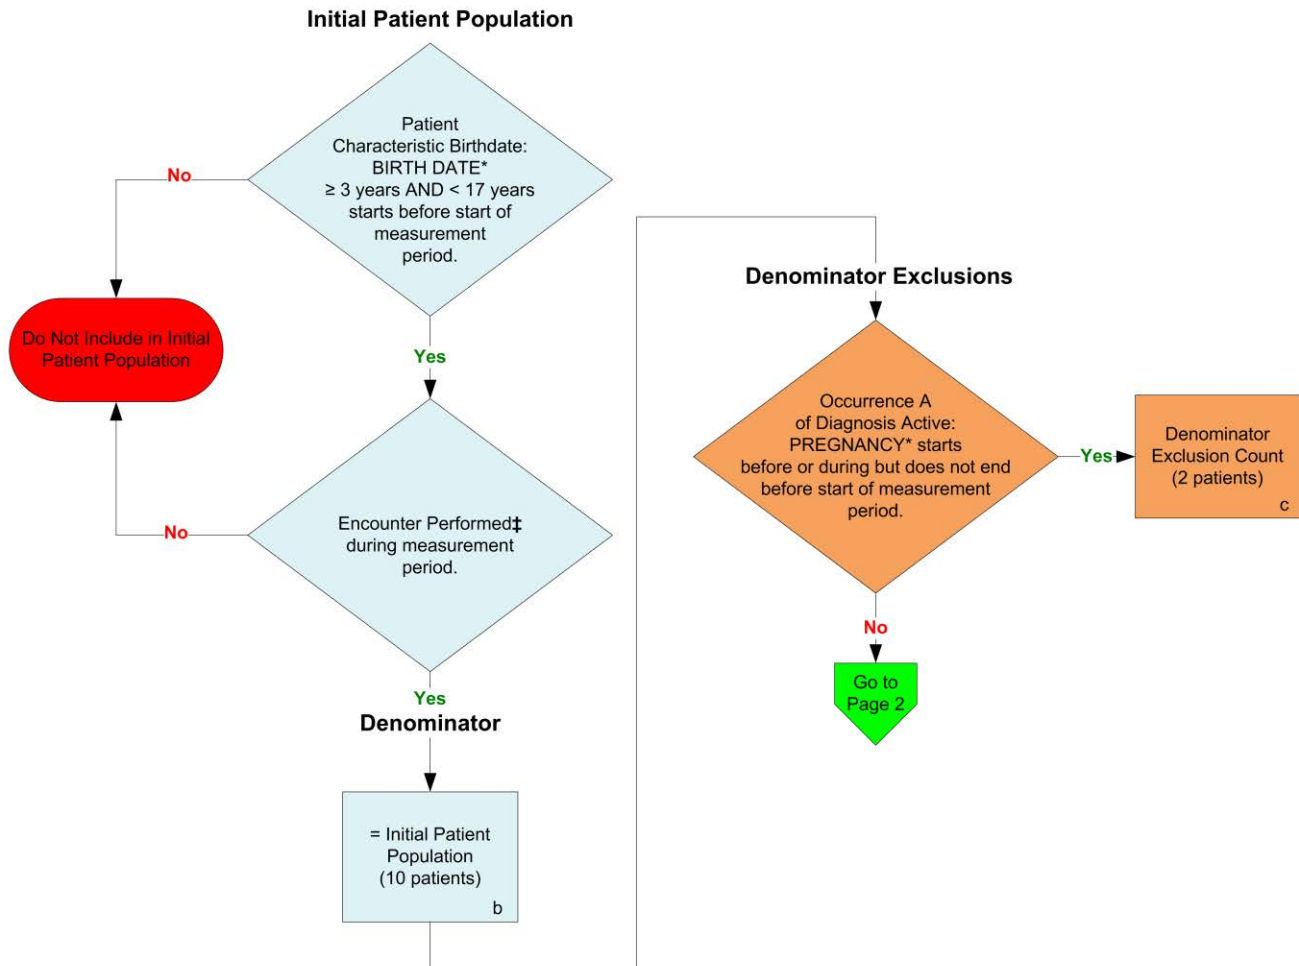 Initial Patient Population
Patient
Characteristic Birthdate:
BIRTH DATE*
≥ 3 years AND < 17 years
starts before start of
measurement
period.
No
Do Not Include in Initial
Patient Population
Yes
Encounter Performed‡
during measurement
period.
No
Yes
Denominator
= Initial Patient
Population
(10 patients)
b
Denominator Exclusions
Occurrence A
of Diagnosis Active:
PREGNANCY* starts
before or during but does not end
before start of measurement
period.
Yes
Denominator
Exclusion Count
(2 patients)
c
No
Go to
Page 2